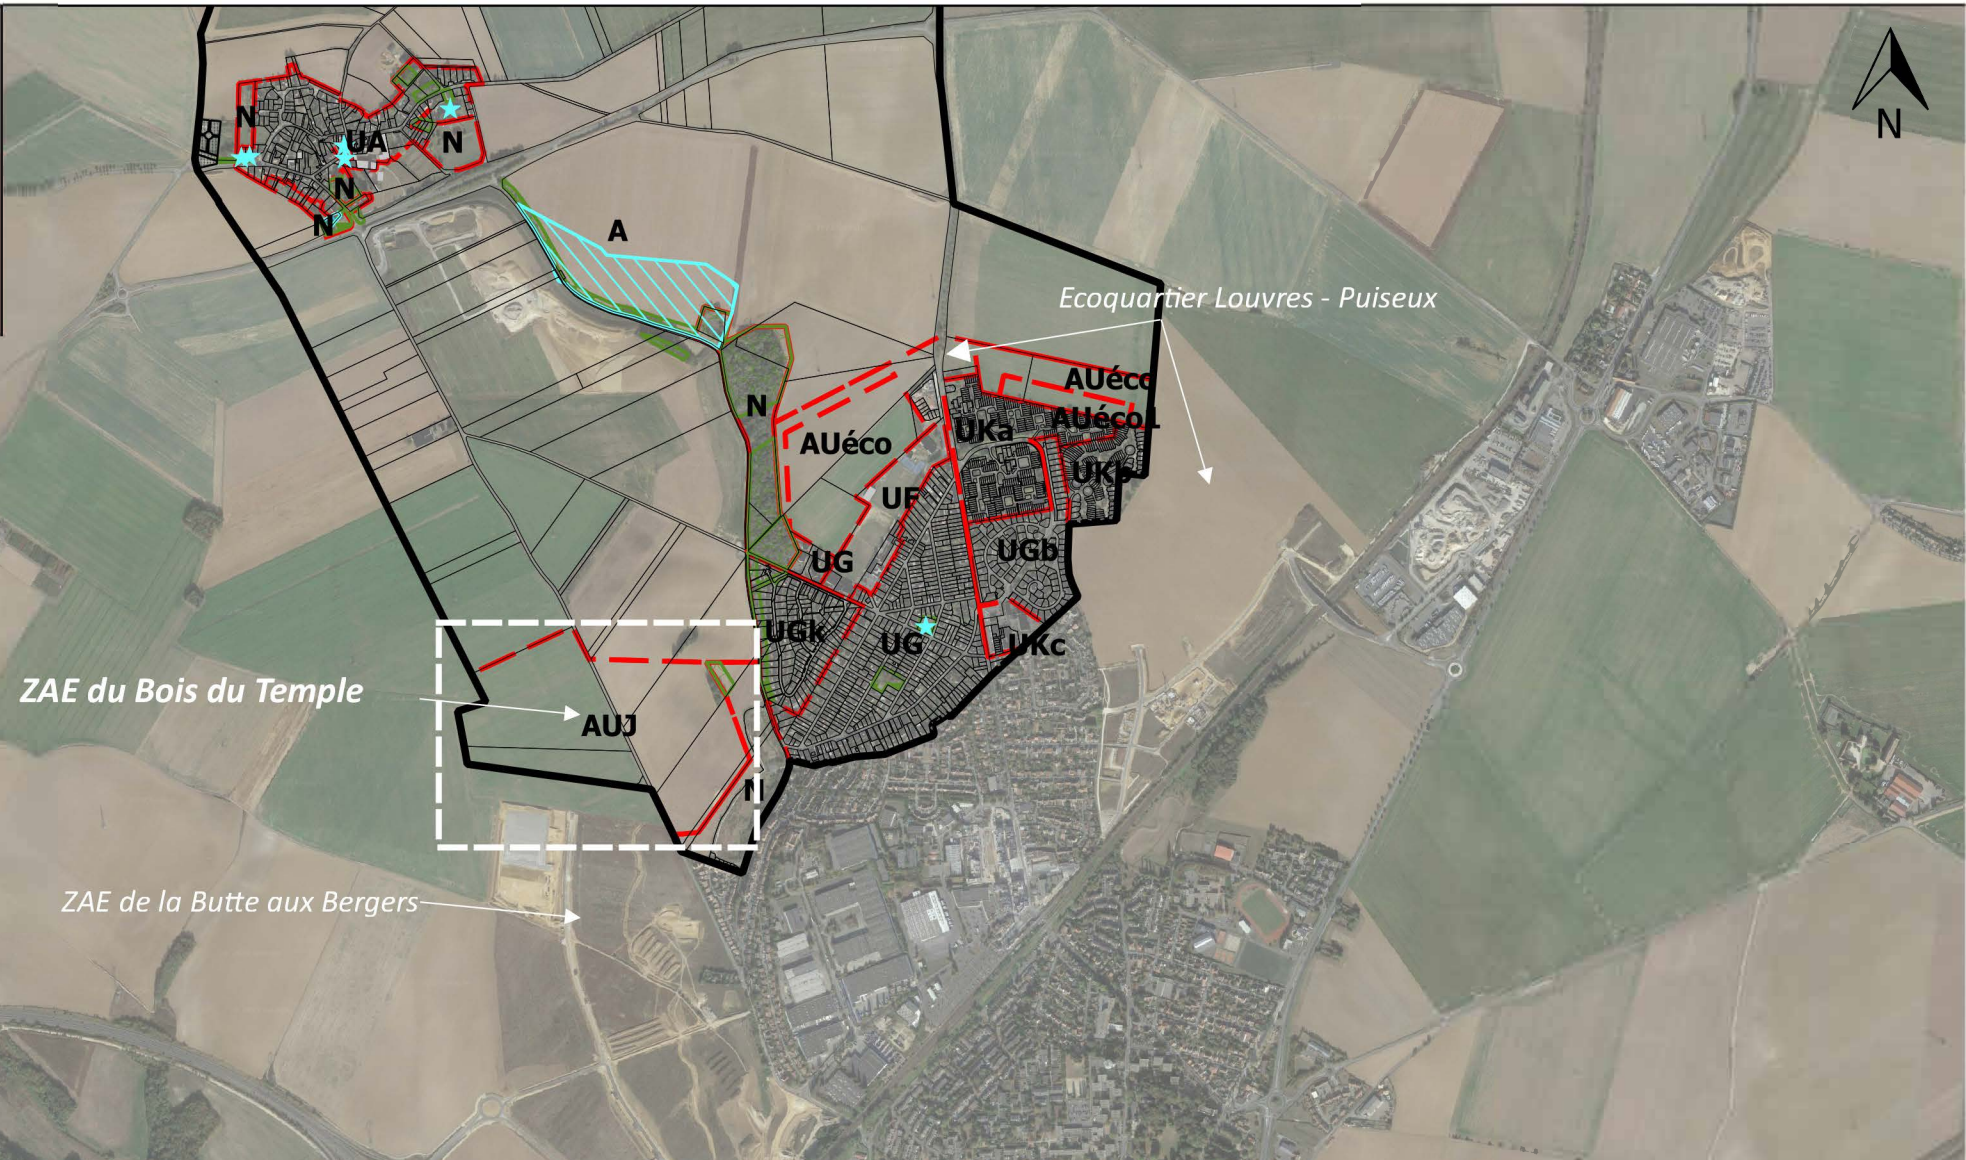 N
N
UA
N
N
N
A
Ecoquartier Louvres - Puiseux
AUéco
N
AUéco1
UKa
AUéco
UKb
UF
UGb
UG
UGk
UG
UKc
ZAE du Bois du Temple
AUJ
N
ZAE de la Butte aux Bergers